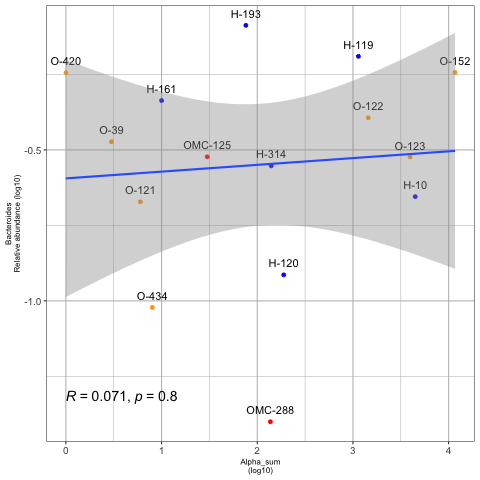 H-193
H-119
O-420
O-152
H-161
O-122
O-39
OMC-125
O-123
H-314
-0.5
O-121
H-10
H-120
O-434
-1.0
R = 0.071, p = 0.8
OMC-288
0 1 2 3 4
Alpha_sum
(log10)
Bacteroides
Relative abundance (log10)